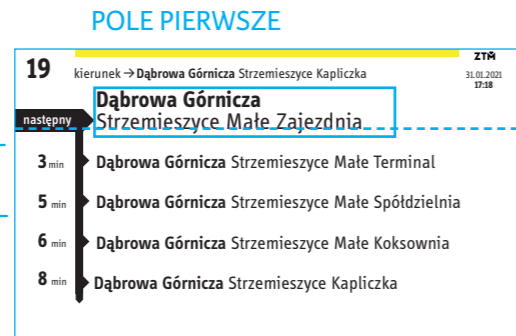 POLE PIERWSZE
ZTM
19 kierunek → Dąbrowa Górnicza Strzemieszyce Kapliczka 31.01.2021
17:18
Dąbrowa Górnicza
następny Strzemieszyce Małe Zajezdnia
3 min Dąbrowa Górnicza Strzemieszyce Małe Terminal
5 min Dąbrowa Górnicza Strzemieszyce Małe Spółdzielnia
6 min Dąbrowa Górnicza Strzemieszyce Małe Koksownia
8 min Dąbrowa Górnicza Strzemieszyce Kapliczka